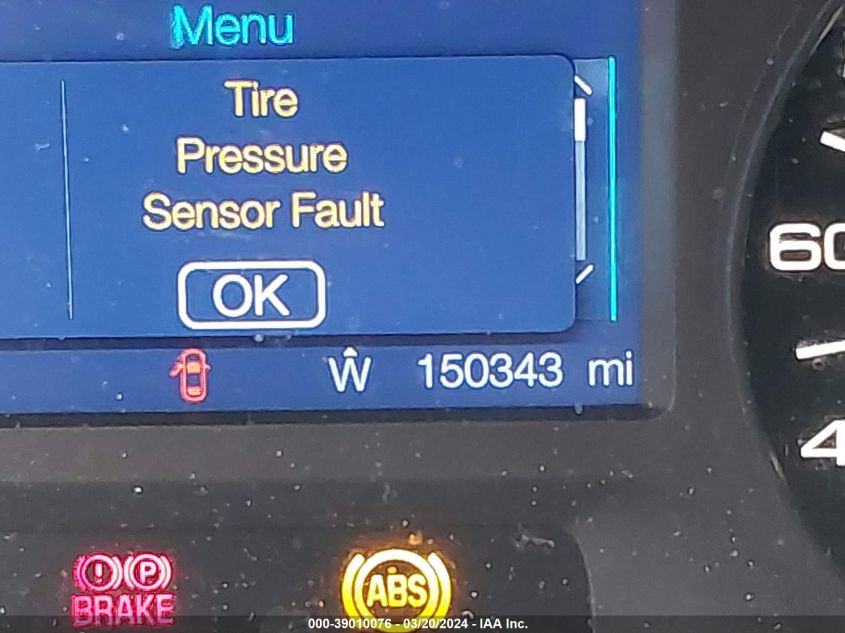 Menu
Tire
Pressure
Sensor Fault
OK
Ŵ 150343 mi
60
4
! P
BRAKE
ABS
000-39010076 - 03/20/2024 - IAA Inc.